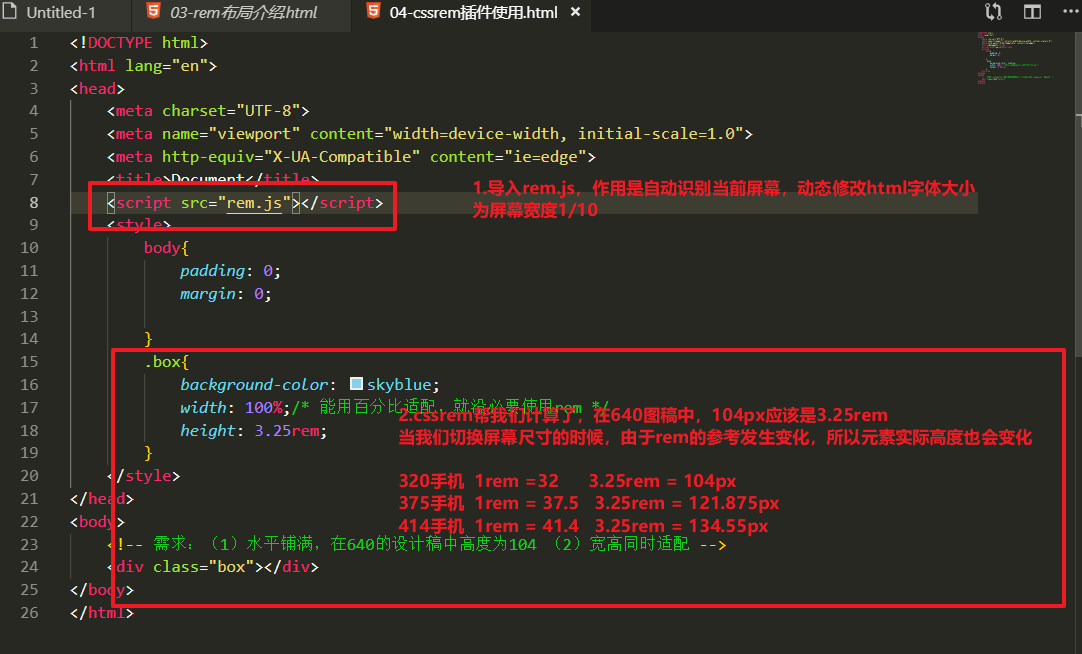 Untitled-1 03-rem布局介绍.html 04-cssrem插件使用.html ×
1 <!DOCTYPE html>
2 <html lang="en">
3 <head>
4 <meta charset="UTF-8">
5 <meta name="viewport" content="width=device-width, initial-scale=1.0">
6 <meta http-equiv="X-UA-Compatible" content="ie=edge">
7 <title>Document</title>
8 <script src="rem.js"></script>
1.导入rem.js，作用是自动识别当前屏幕，动态修改html字体大小
为屏幕宽度1/10
9 <style>
10 body{
11 padding: 0;
12 margin: 0;
13
14 }
15 .box{
16 background-color: skyblue;
17 width: 100%;/* 能用百分比适配，就没必要使用rem */
2.cssrem帮我们计算了，在640图稿中，104px应该是3.25rem
18 height: 3.25rem;
当我们切换屏幕尺寸的时候，由于rem的参考发生变化，所以元素实际高度也会变化
19 }
20 </style>
320手机 1rem =32 3.25rem = 104px
21 </head>
375手机 1rem = 37.5 3.25rem = 121.875px
22 <body>
414手机 1rem = 41.4 3.25rem = 134.55px
23 <!-- 需求：（1）水平铺满，在640的设计稿中高度为104 （2）宽高同时适配 -->
24 <div class="box"></div>
25 </body>
26 </html>